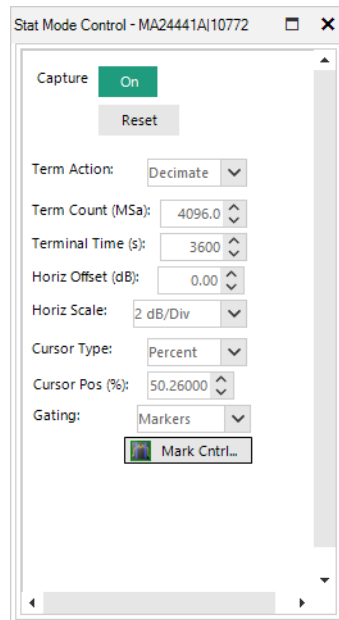 Stat Mode Control - MA24441A|10772
Capture On
Reset
Term Action: Decimate
Term Count (MSa): 4096.0
Terminal Time (s): 3600
Horiz Offset (dB): 0.00
Horiz Scale: 2 dB/Div
Cursor Type: Percent
Cursor Pos (%): 50.26000
Gating: Markers
Mark Cntrl...